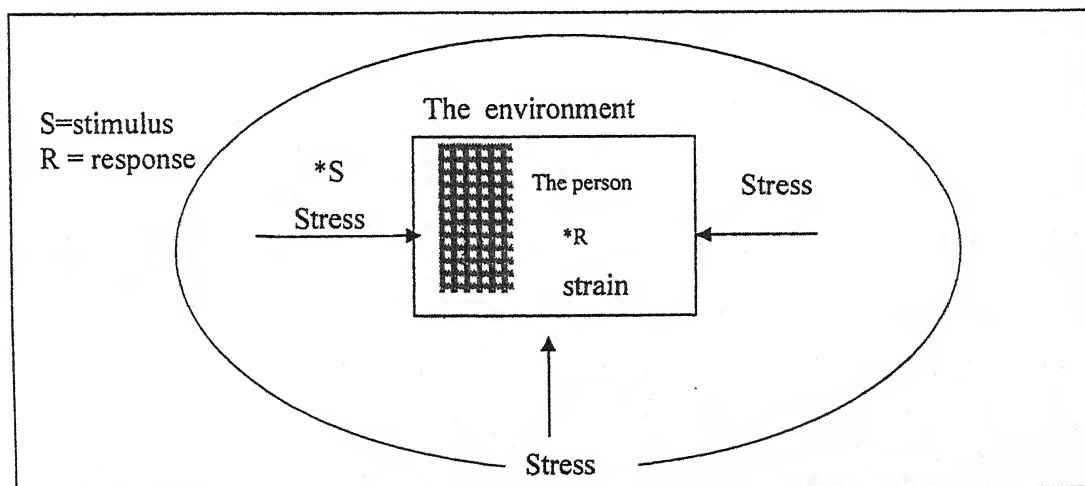 The environment
S=stimulus
R = response
*S
Stress
The person
*R
strain
Stress
Stress